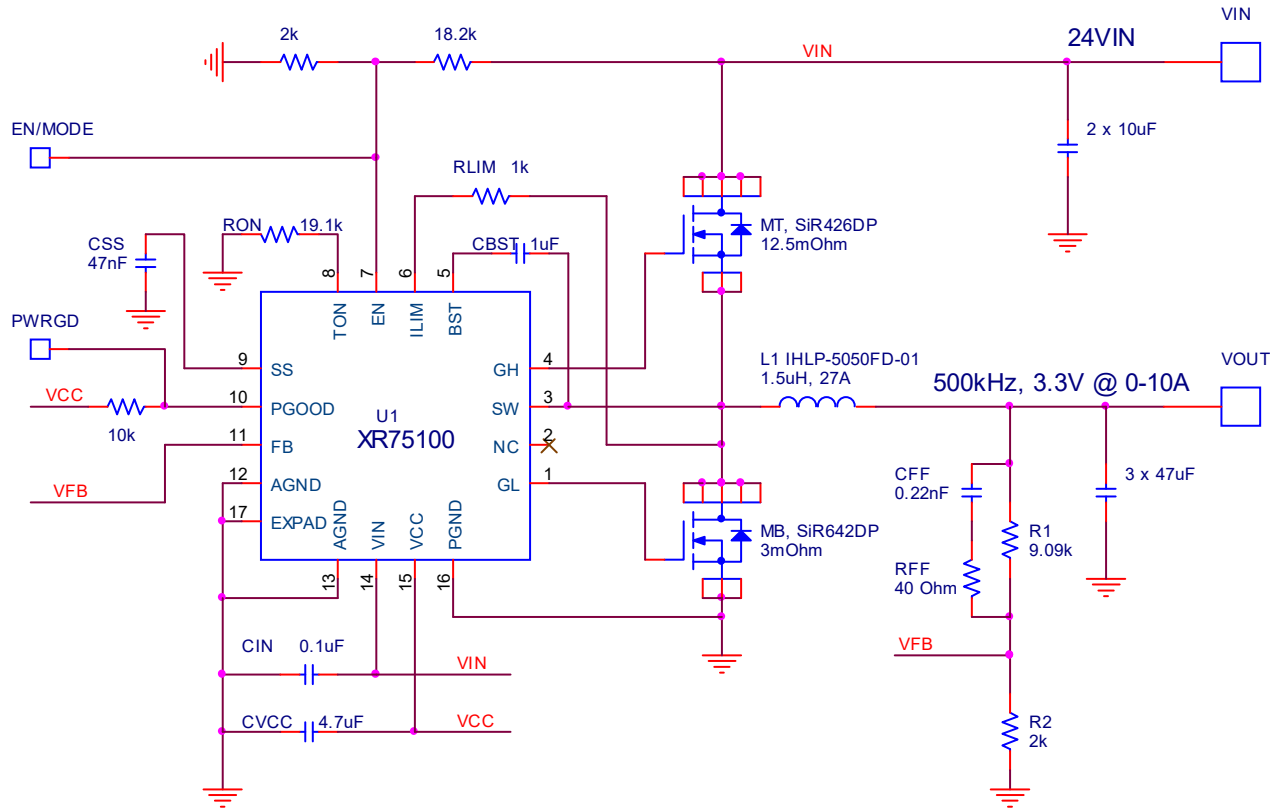 VIN
2k
18.2k
VIN
24VIN
EN/MODE
2 x 10uF
RLIM 1k
RON 19.1k
CSS
47nF
CBST 1uF
MT, SiR426DP
12.5mOhm
8
7
6
5
TON
EN
ILIM
BST
PWRGD
9
SS
GH
4
L1 IHLP-5050FD-01
1.5uH, 27A
VOUT
500kHz, 3.3V @ 0-10A
VCC
10k
10
PGOOD
SW
3
U1
XR75100
11
FB
NC
2
VFB
12
AGND
GL
1
17
EXPAD
AGND
VIN
VCC
PGND
13
14
15
16
MB, SiR642DP
3mOhm
CFF
0.22nF
3 x 47uF
R1
9.09k
RFF
40 Ohm
CIN 0.1uF
VIN
VFB
CVCC 4.7uF
VCC
R2
2k